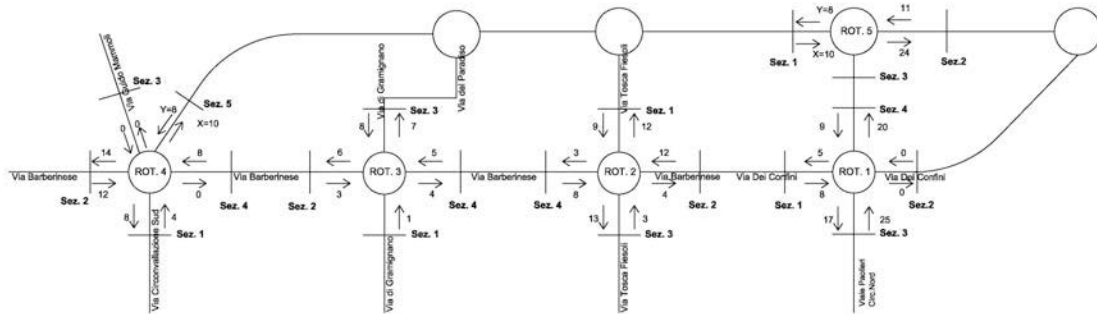 Y=8
11
ROT. 5
X=10
24
Sez. 1
Sez.2
Via Guido Mammoli
Sez. 3
Via di Gramignano
Via del Paradiso
Via Tosca Fiesoli
Sez. 3
Sez. 5
Y=8
X=10
0
0
Sez. 3
Sez. 1
Sez. 4
8
7
9
12
9
20
14
8
6
5
3
12
5
0
ROT. 4
ROT. 3
ROT. 2
ROT. 1
Via Barberinese
Via Barberinese
Via Barberinese
Via Barberinese
Via Dei Confini
Via Dei Confini
12
0
3
4
8
4
8
0
Sez. 2
Sez. 4
Sez. 2
Sez. 4
Sez. 4
Sez. 2
Sez. 1
Sez. 2
8
4
1
13
3
17
25
Sez. 1
Sez. 1
Sez. 3
Sez. 3
Via Circonvallazione Sud
Via di Gramignano
Via Tosca Fiesoli
Viale Paolieri
Circ.Nord